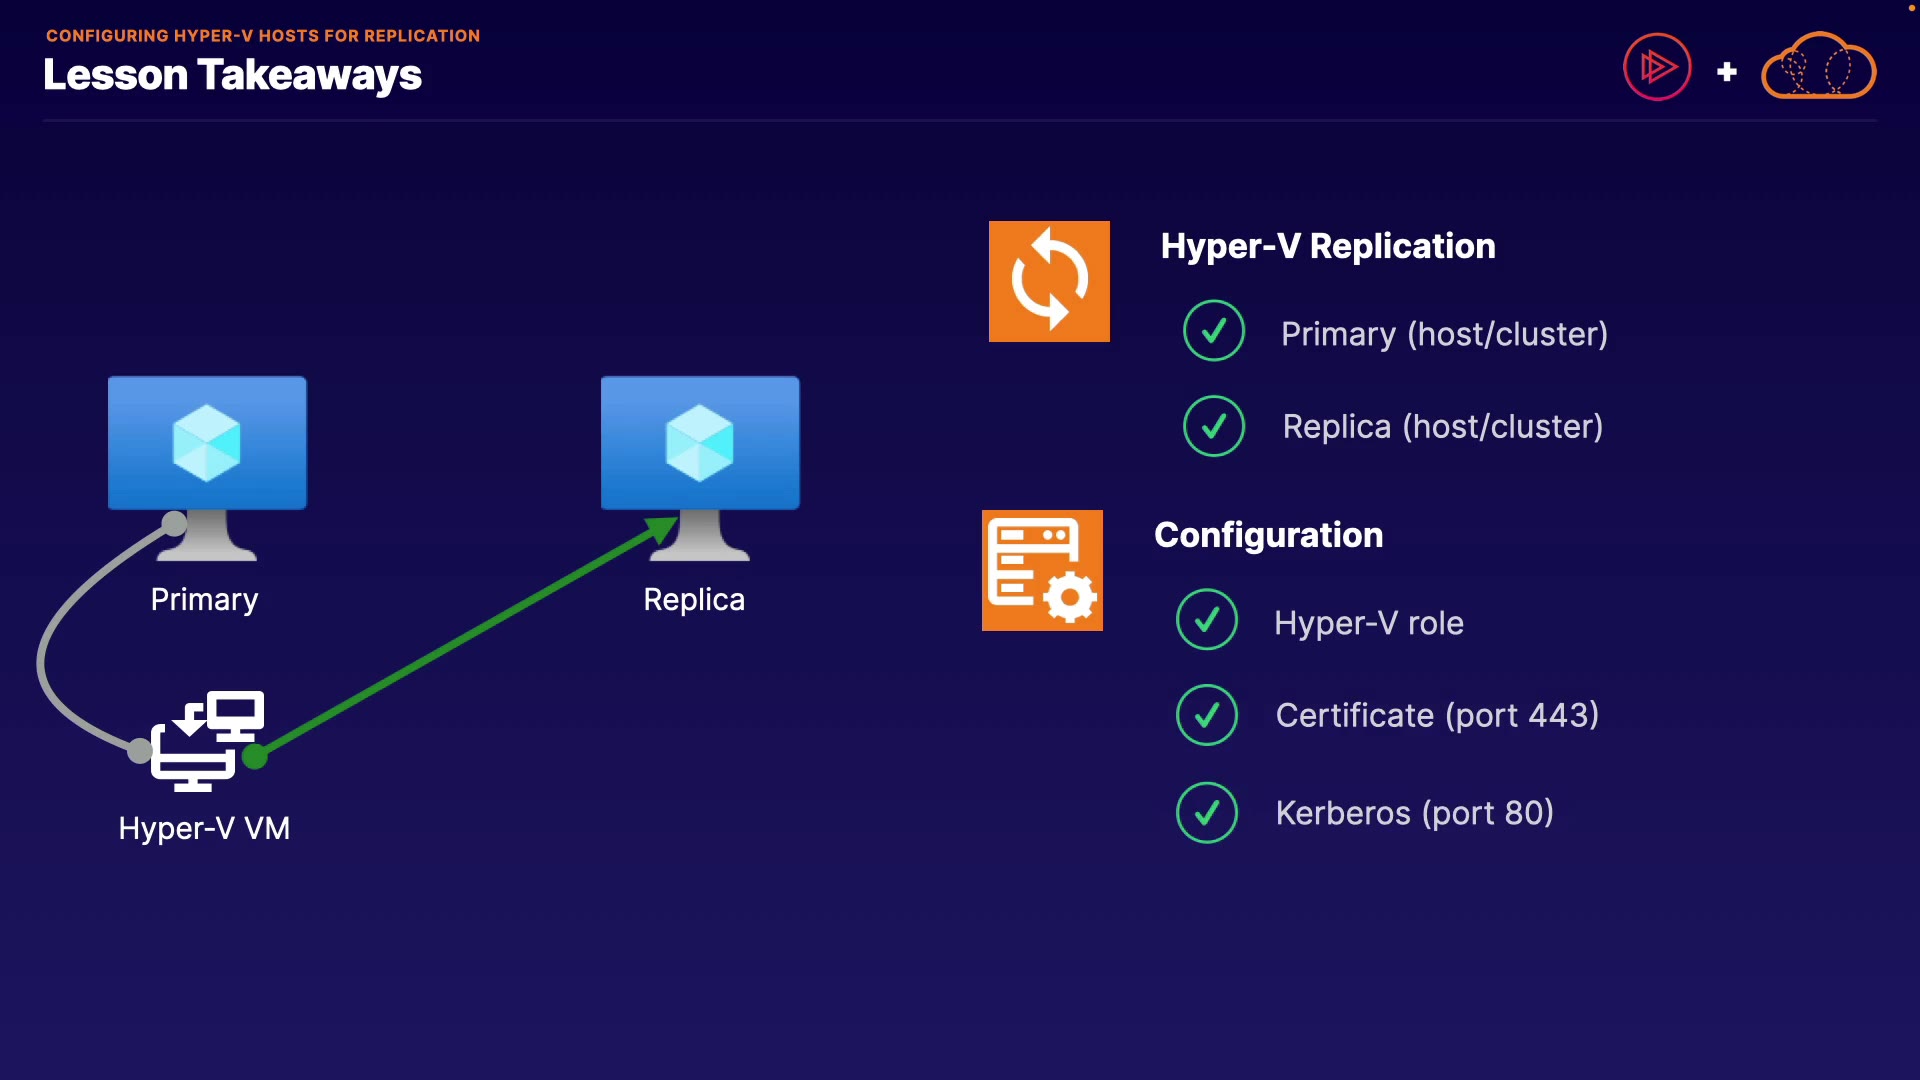 CONFIGURING HYPER-V HOSTS FOR REPLICATION
Lesson Takeaways
Primary
Replica
Hyper-V VM
Hyper-V Replication
Primary (host/cluster)
Replica (host/cluster)
Configuration
Hyper-V role
Certificate (port 443)
Kerberos (port 80)